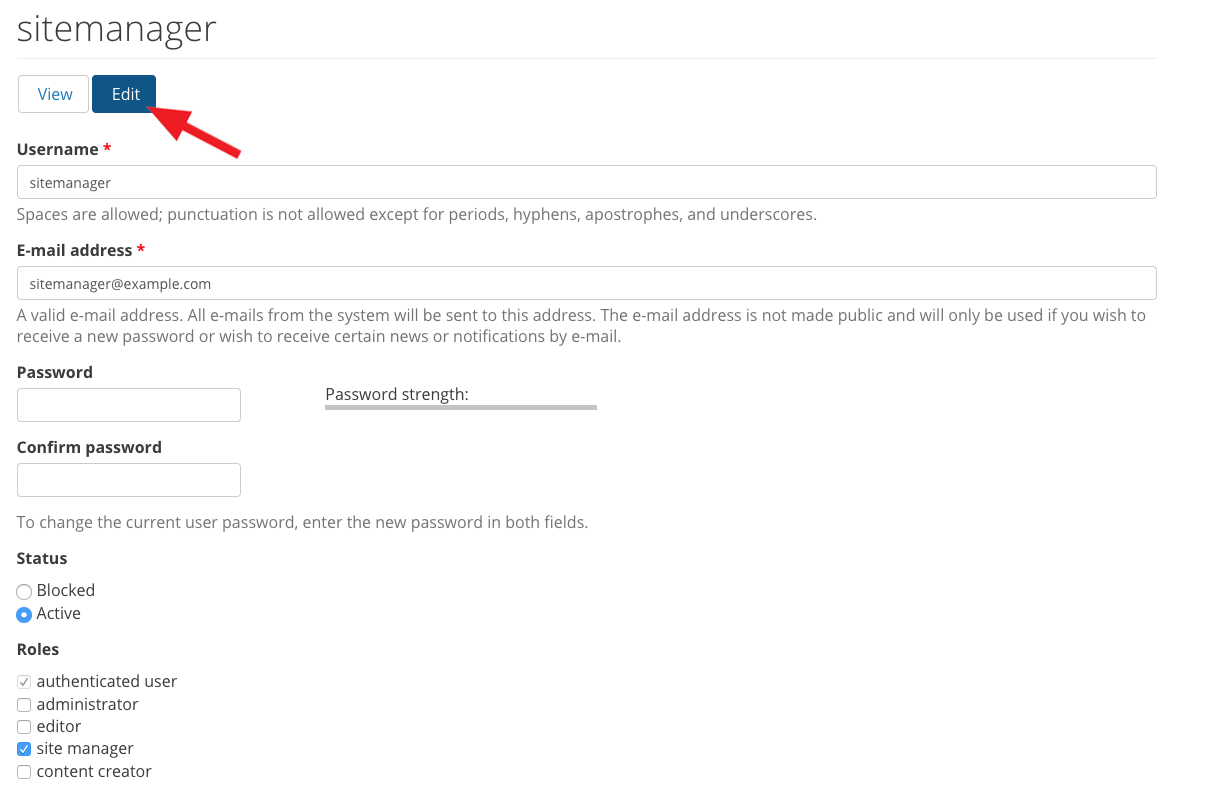 sitemanager
View Edit
Username *
sitemanager
Spaces are allowed; punctuation is not allowed except for periods, hyphens, apostrophes, and underscores.
E-mail address *
sitemanager@example.com
A valid e-mail address. All e-mails from the system will be sent to this address. The e-mail address is not made public and will only be used if you wish to
receive a new password or wish to receive certain news or notifications by e-mail.
Password
Password strength:
Confirm password
To change the current user password, enter the new password in both fields.
Status
Blocked
Active
Roles
authenticated user
administrator
editor
site manager
content creator